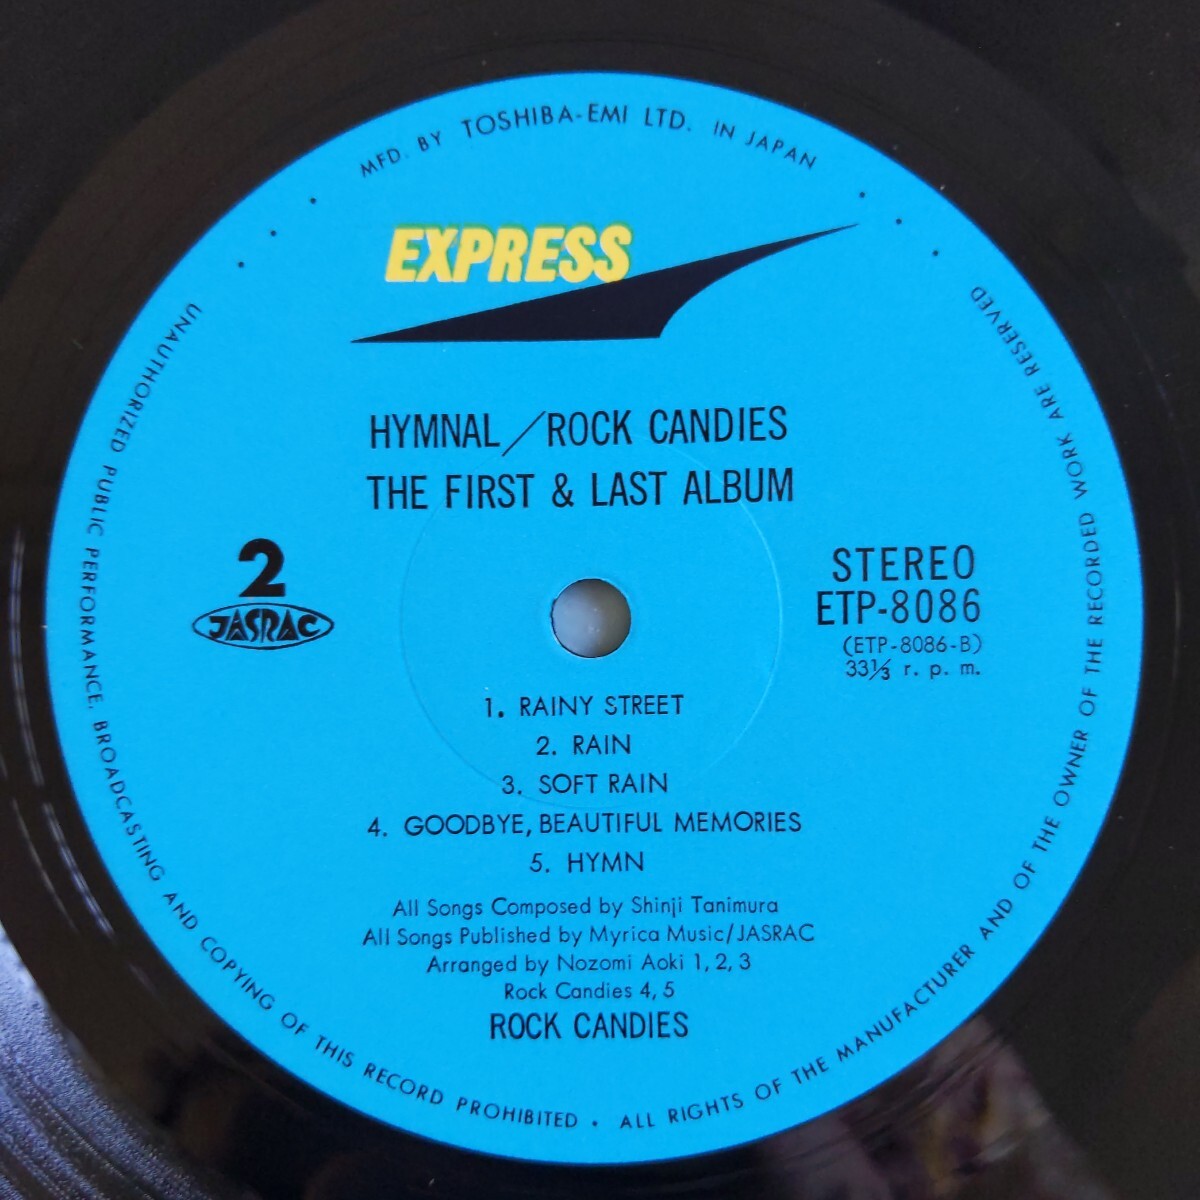 MFD. BY TOSHIBA-EMI LTD. IN JAPAN
EXPRESS
HYMNAL/ROCK CANDIES
THE FIRST & LAST ALBUM
2
JASRAC
STEREO
ETP-8086
(ETP-8086-B)
33⅓ r. p. m.
1. RAINY STREET
2. RAIN
3. SOFT RAIN
4. GOODBYE, BEAUTIFUL MEMORIES
5. HYMN
All Songs Composed by Shinji Tanimura
All Songs Published by Myrica Music/JASRAC
Arranged by Nozomi Aoki 1, 2, 3
Rock Candies 4, 5
ROCK CANDIES
UNAUTHORIZED PUBLIC PERFORMANCE, BROADCASTING AND COPYING OF THIS RECORD PROHIBITED • ALL RIGHTS OF THE MANUFACTURER AND OF THE OWNER OF THE RECORDED WORK ARE RESERVED